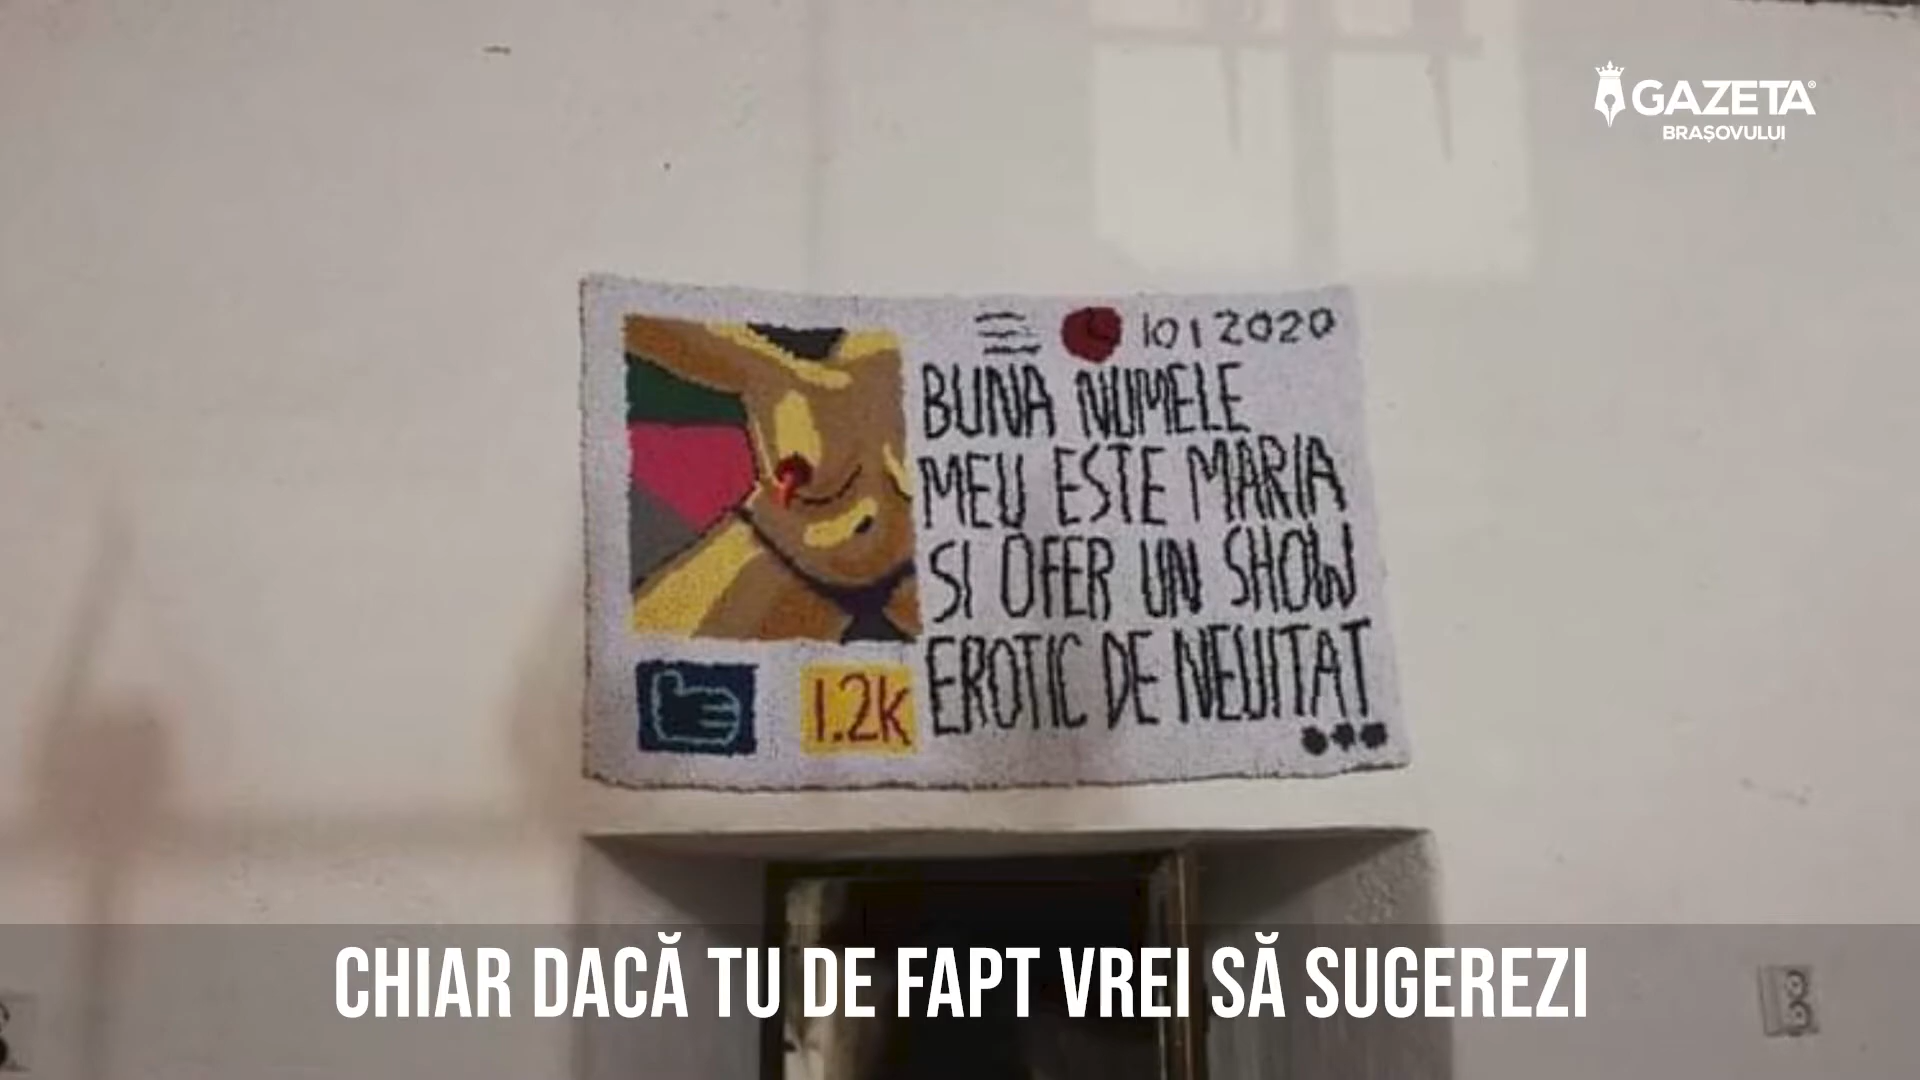 GAZETA
BRAȘOVULUI
10 1 2020
BUNA NUMELE
MEU ESTE MARIA
SI OFER UN SHOW
EROTIC DE NEUITAT
1.2K
CHIAR DACĂ TU DE FAPT VREI SĂ SUGEREZI